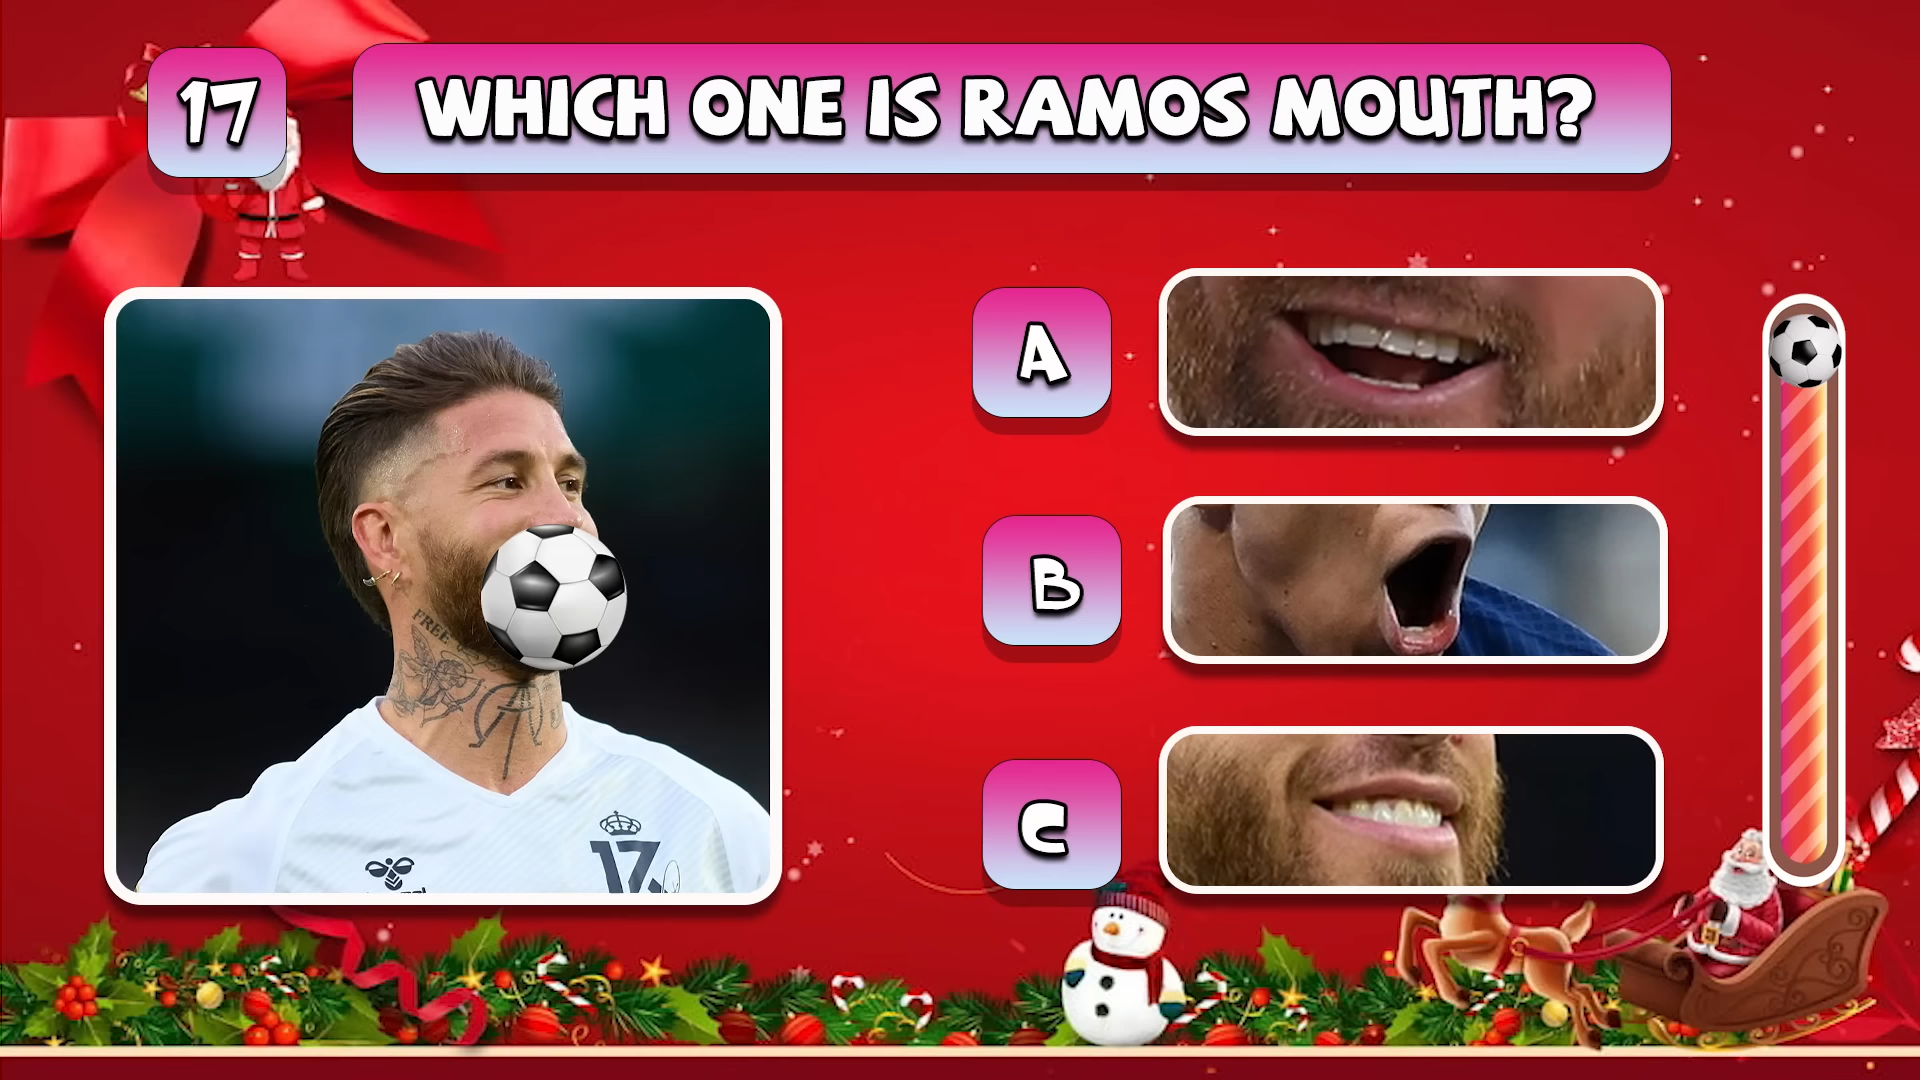 17
WHICH ONE IS RAMOS MOUTH?
A
B
C
FREE
17